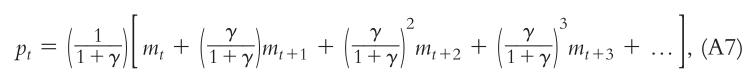 p_t = (1/(1+γ)) [ m_t + (γ/(1+γ)) m_{t+1} + (γ/(1+γ))^2 m_{t+2} + (γ/(1+γ))^3 m_{t+3} + ... ], (A7)